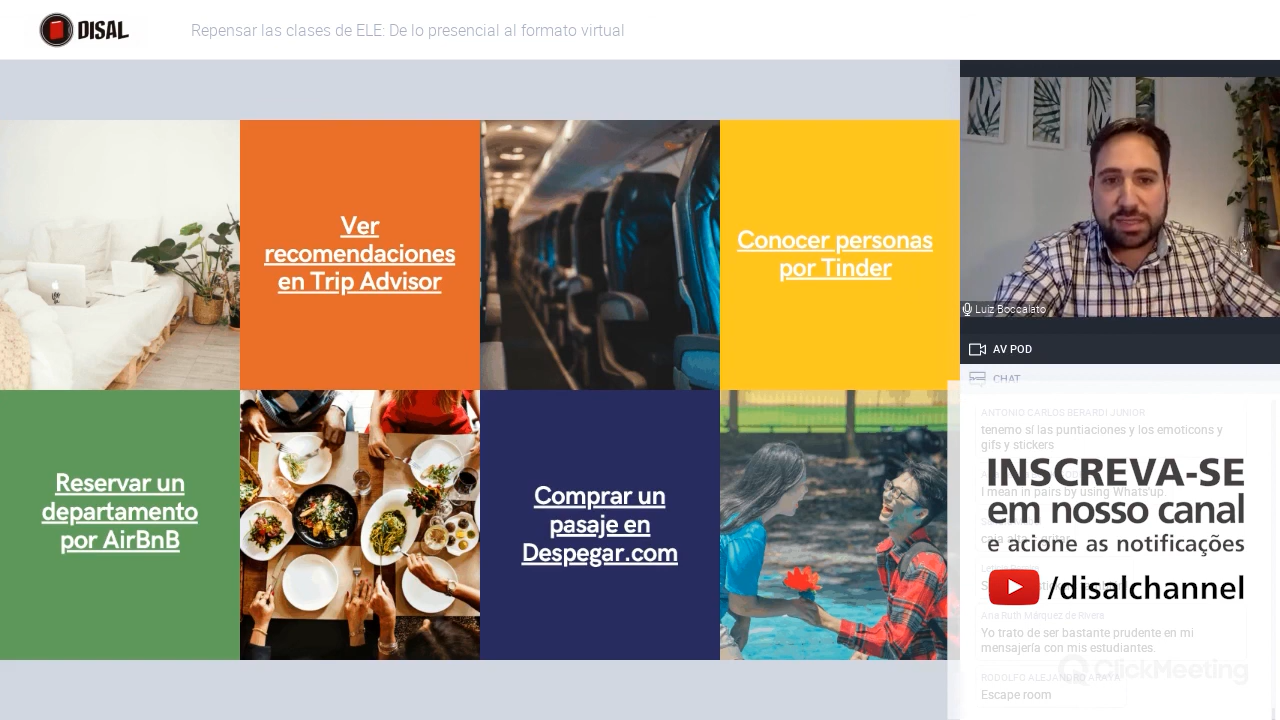 DISAL
Repensar las clases de ELE: De lo presencial al formato virtual
Ver
recomendaciones
en Trip Advisor
Conocer personas
por Tinder
Reservar un
departamento
por AirBnB
Comprar un
pasaje en
Despegar.com
Luiz Boccalato
AV POD
CHAT
ANTONIO CARLOS BERARDI JUNIOR
tenemo sí las puntiaciones y los emoticons y
gifs y stickers
INSCREVA-SE
I mean in pairs by using Whats'up.
em nosso canal
e acione as notificações
/disalchannel
Ana Ruth Márquez de Rivera
Yo trato de ser bastante prudente en mi
mensajería con mis estudiantes.
ClickMeeting
RODOLFO ALEJANDRO ARAYA
Escape room